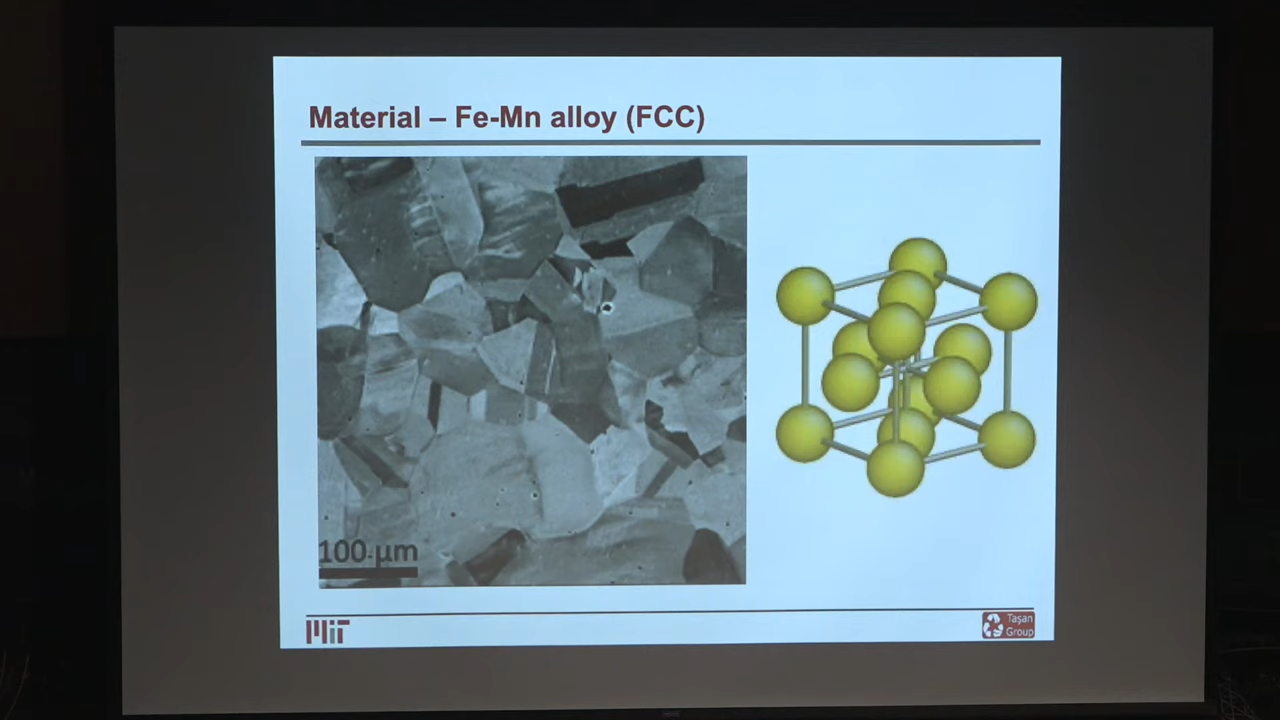 Material – Fe-Mn alloy (FCC)
100 µm
MIT
Taşan
Group